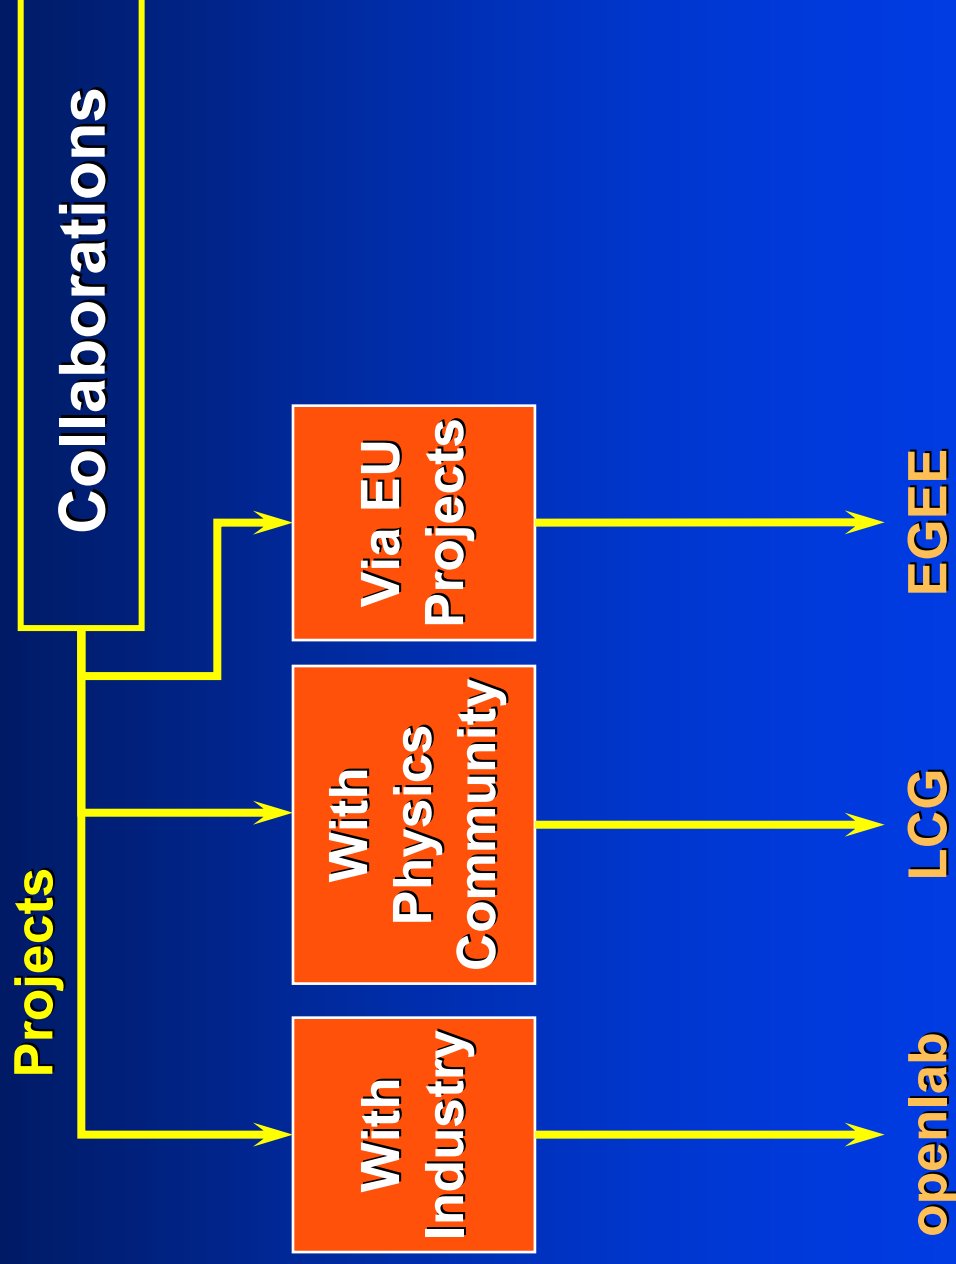 Collaborations
Projects
With
Industry
With
Physics
Community
Via EU
Projects
openlab
LCG
EGEE